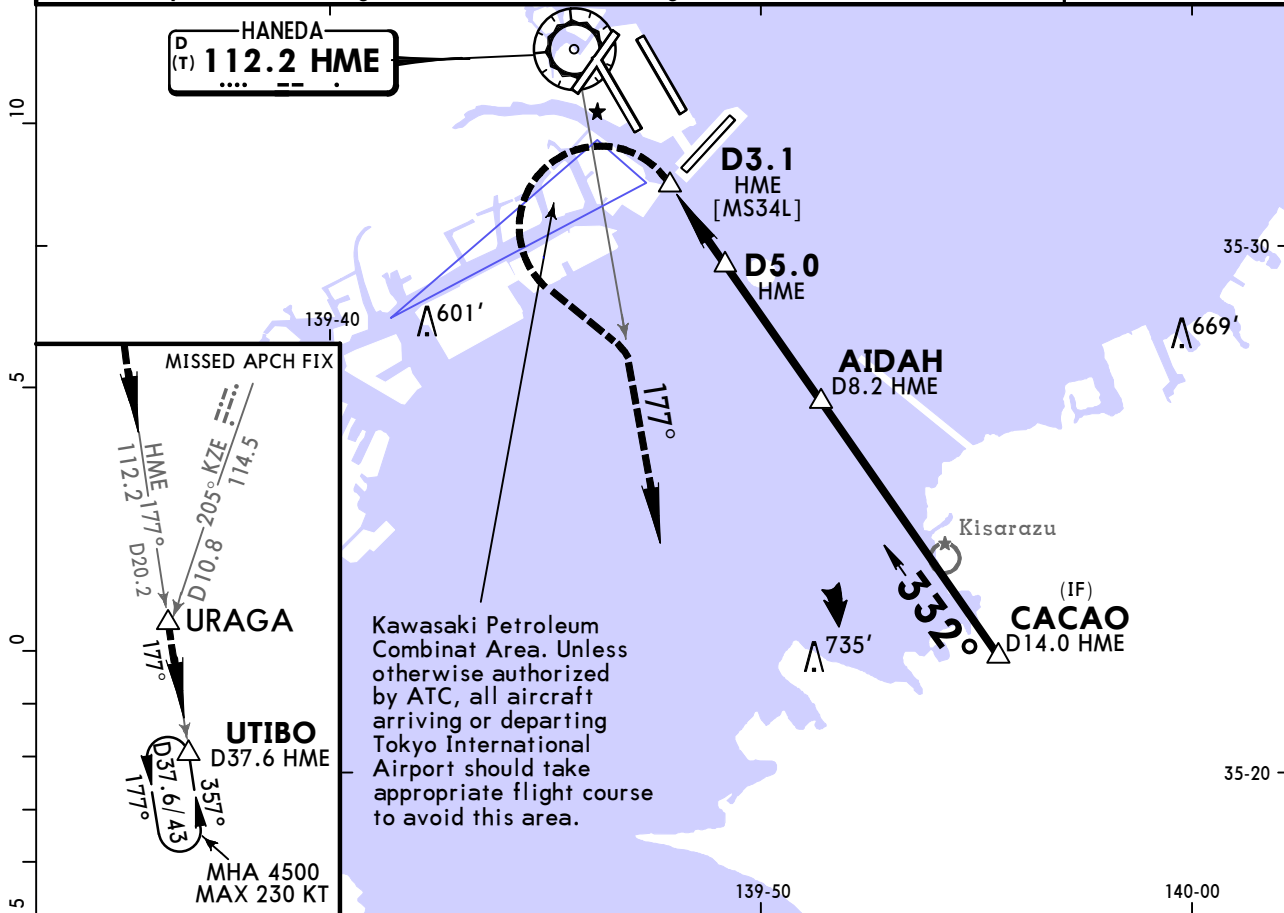 HANEDA
D
(T) 112.2 HME
10
5
0
5
D3.1
HME
[MS34L]
D5.0
HME
35-30
139-40
601'
669'
AIDAH
D8.2 HME
177°
Kisarazu
332°
(IF)
CACAO
D14.0 HME
735'
Kawasaki Petroleum
Combinat Area. Unless
otherwise authorized
by ATC, all aircraft
arriving or departing
Tokyo International
Airport should take
appropriate flight course
to avoid this area.
35-20
139-50
140-00
MISSED APCH FIX
HME 177°
112.2
D20.2
205° KZE
D10.8 114.5
URAGA
177°
UTIBO
D37.6 HME
D37.6/43
177°
357°
MHA 4500
MAX 230 KT